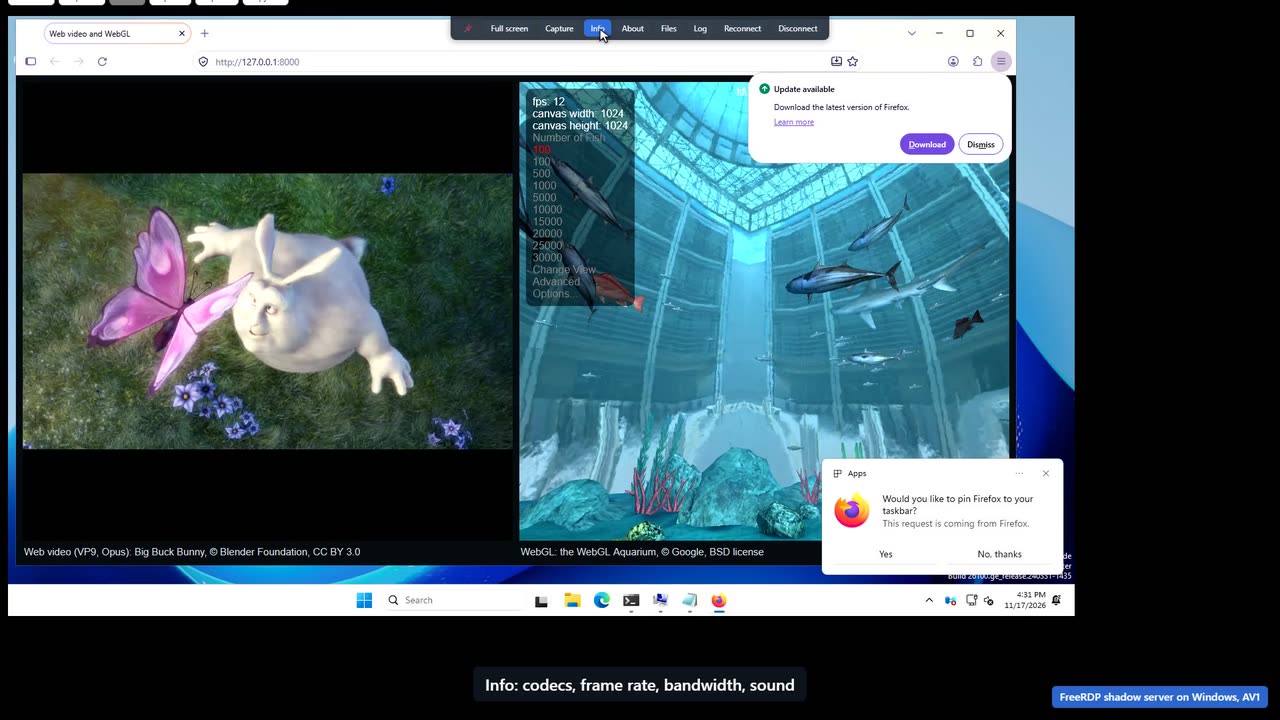 Web video and WebGL
Full screen
Capture
Info
About
Files
Log
Reconnect
Disconnect
http://127.0.0.1:8000
Update available
Download the latest version of Firefox.
Learn more
Download
Dismiss
fps: 12
canvas width: 1024
canvas height: 1024
Number of Fish
100
100
500
1000
5000
10000
15000
20000
25000
30000
Change View
Advanced
Options...
Apps
Would you like to pin Firefox to your
taskbar?
This request is coming from Firefox.
Yes
No, thanks
Web video (VP9, Opus): Big Buck Bunny, © Blender Foundation, CC BY 3.0
WebGL: the WebGL Aquarium, © Google, BSD license
Build 26100.ge_release.240331-1435
Search
4:31 PM
11/17/2026
Info: codecs, frame rate, bandwidth, sound
FreeRDP shadow server on Windows, AV1